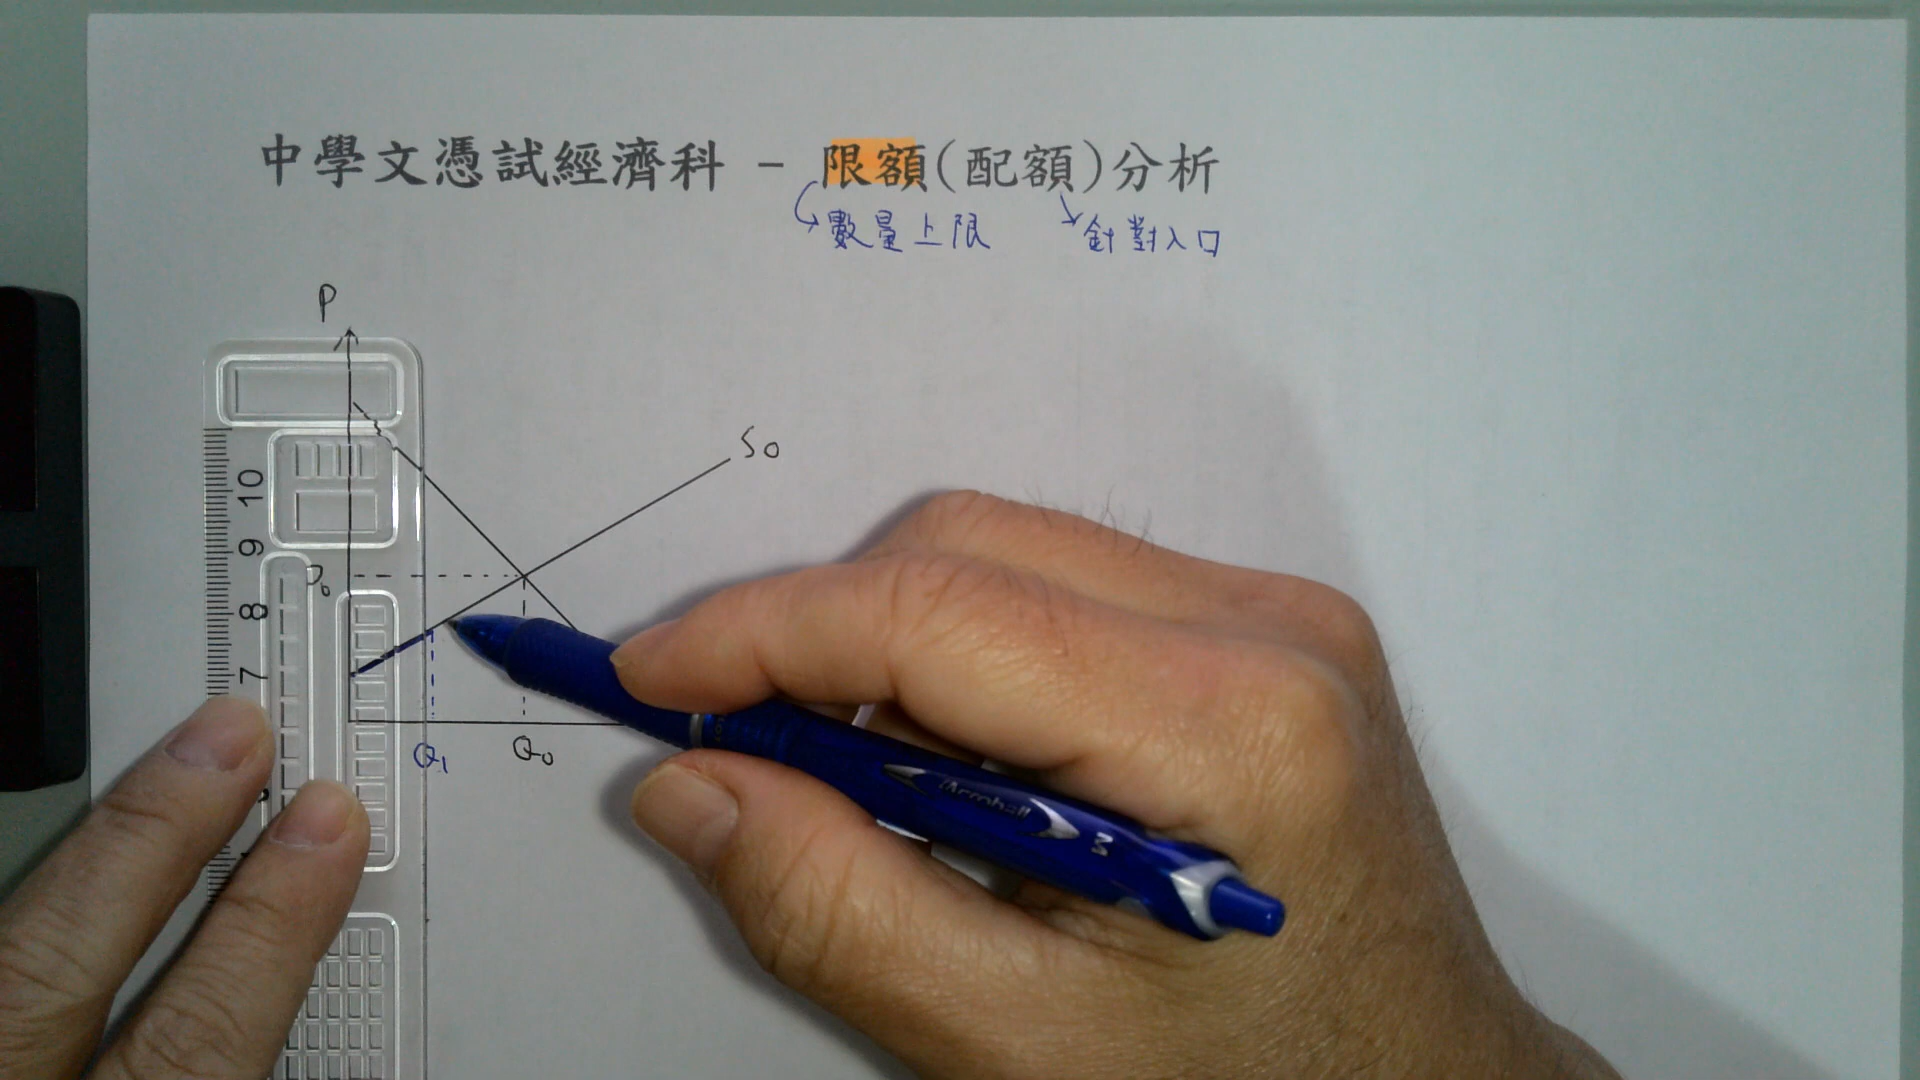 中學文憑試經濟科 - 限額(配額)分析
數量上限 針對入口
P
S₀
10
9
P₀
8
7
Q₁ Q₀
Acroball M